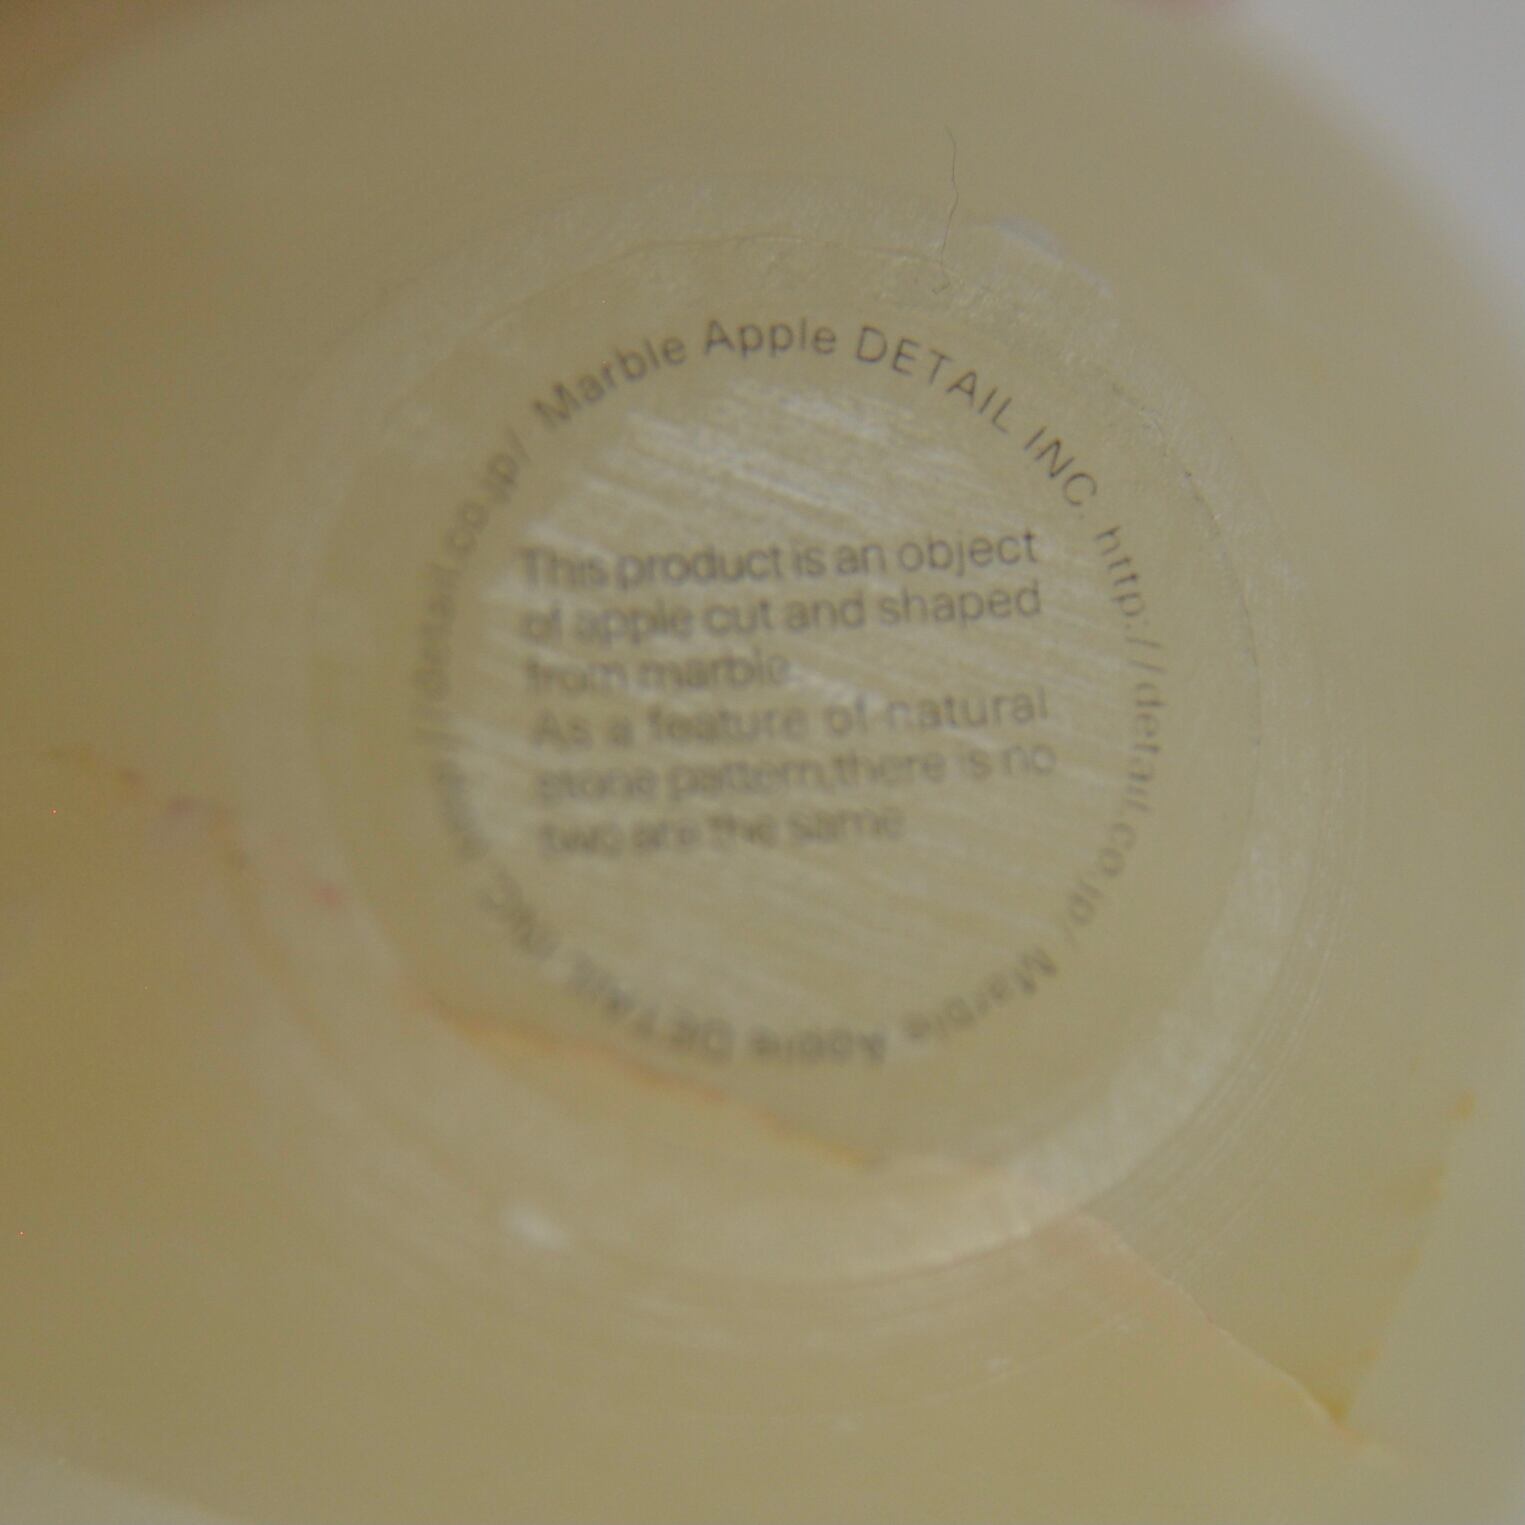 Marble Apple DETAIL INC. http://detail.co.jp/ Marble Apple DETAIL INC. http://detail.co.jp/
This product is an object
of apple cut and shaped
from marble.
As a feature of natural
stone pattern,there is no
two are the same